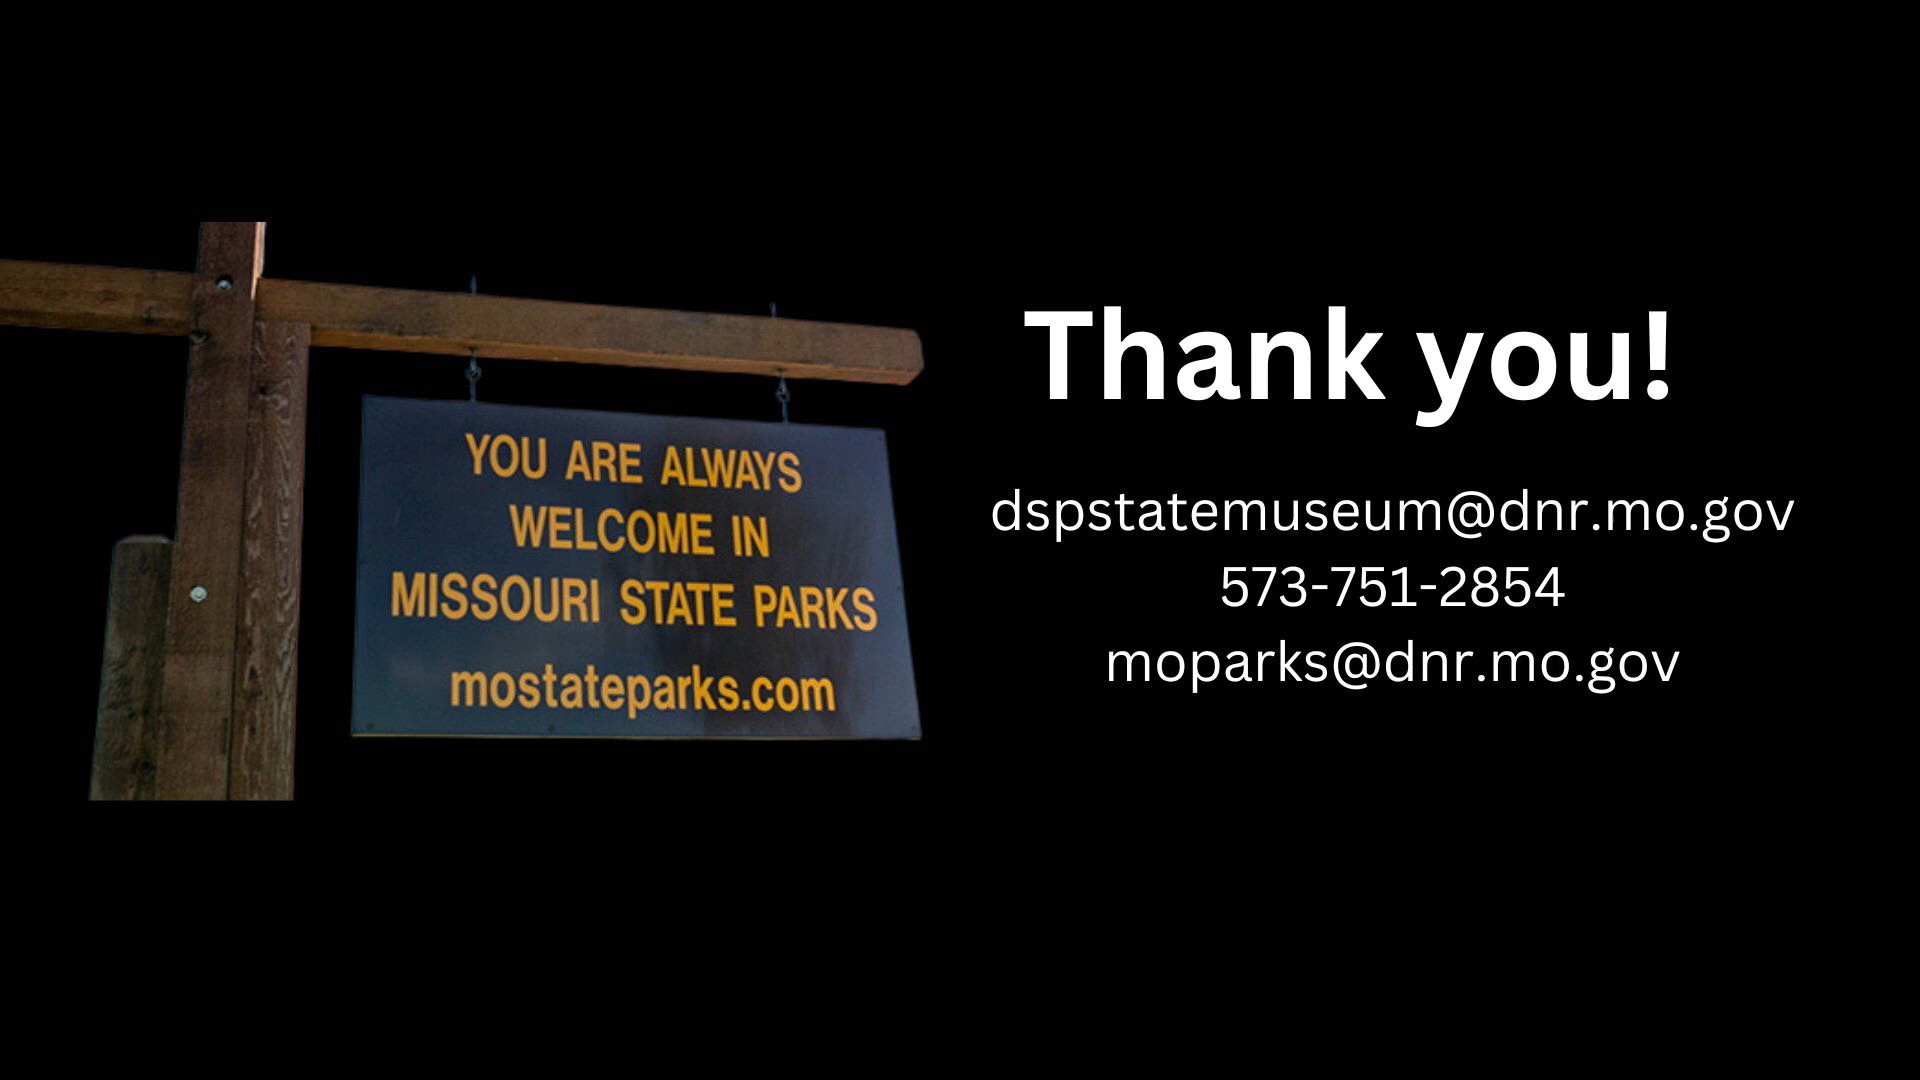 YOU ARE ALWAYS
WELCOME IN
MISSOURI STATE PARKS
mostateparks.com
Thank you!
dspstatemuseum@dnr.mo.gov
573-751-2854
moparks@dnr.mo.gov